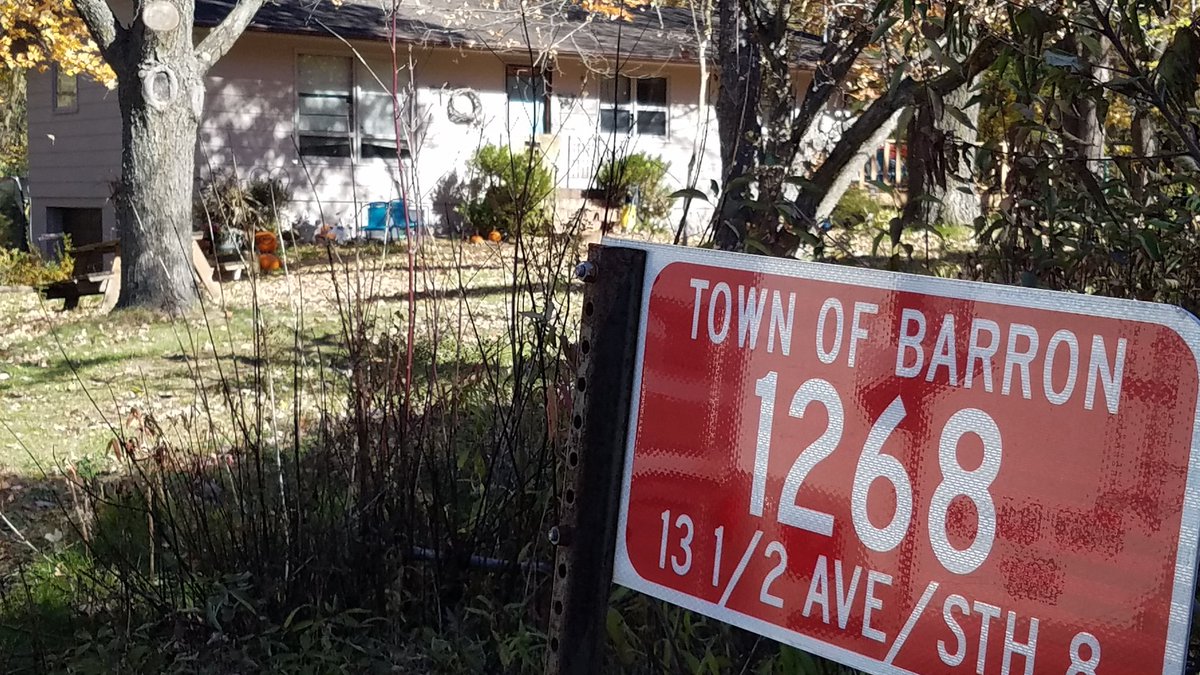 TOWN OF BARRON
1268
13 1/2 AVE/STH 8